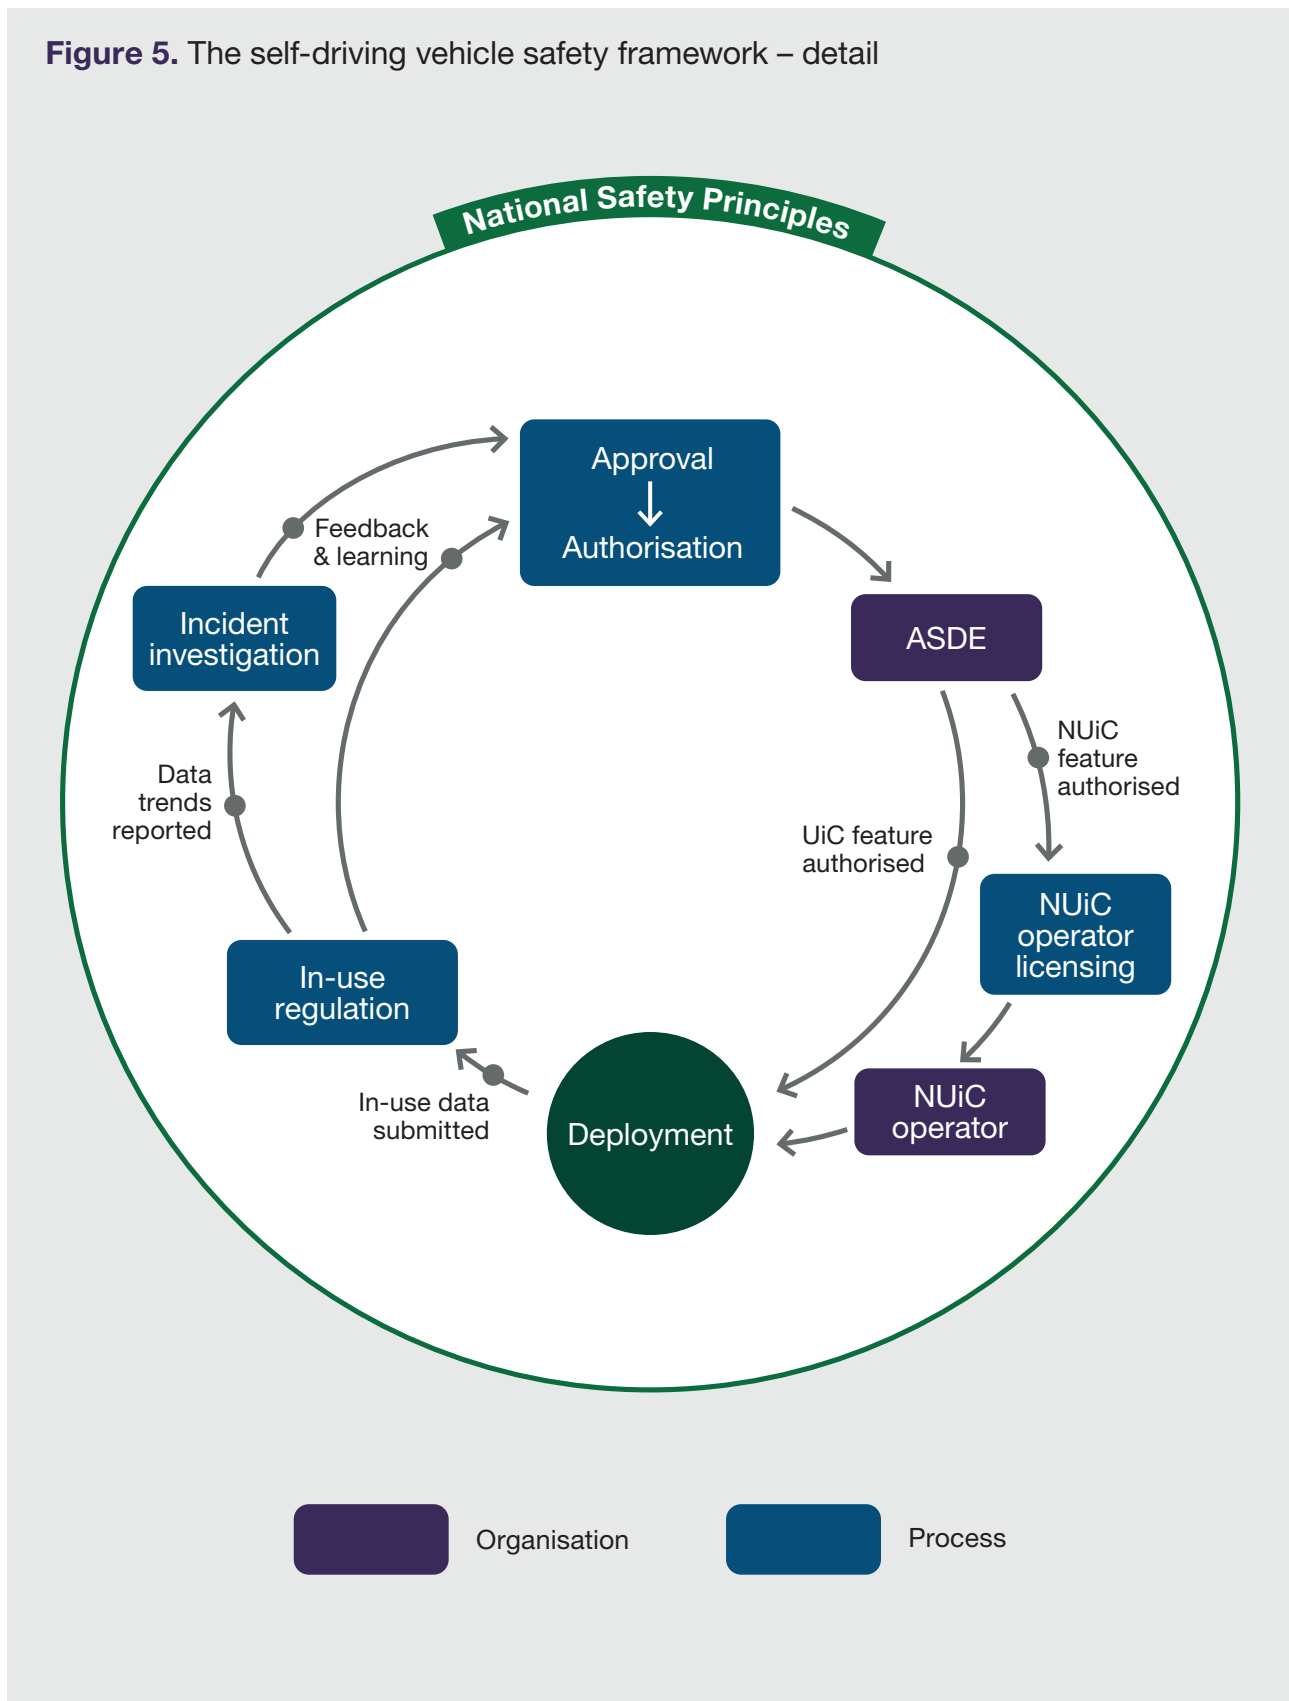 Figure 5. The self-driving vehicle safety framework – detail
National Safety Principles
Approval
Authorisation
Feedback
& learning
Incident
investigation
ASDE
NUiC
feature
authorised
Data
trends
reported
UiC feature
authorised
NUiC
operator
licensing
In-use
regulation
In-use data
submitted
Deployment
NUiC
operator
Organisation
Process